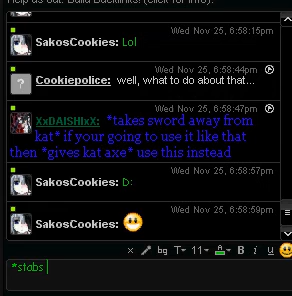 Help us out. Build Backlinks! (click for info).
Wed Nov 25, 6:58:15pm
SakosCookies: Lol
Wed Nov 25, 6:58:44pm
Cookiepolice: well, what to do about that...
Wed Nov 25, 6:58:47pm
XxDAISHIxX: *takes sword away from
kat* if your going to use it like that
then *gives kat axe* use this instead
Wed Nov 25, 6:58:57pm
SakosCookies: D:
Wed Nov 25, 6:58:59pm
SakosCookies:
bg T 11 A B i u
*stabs